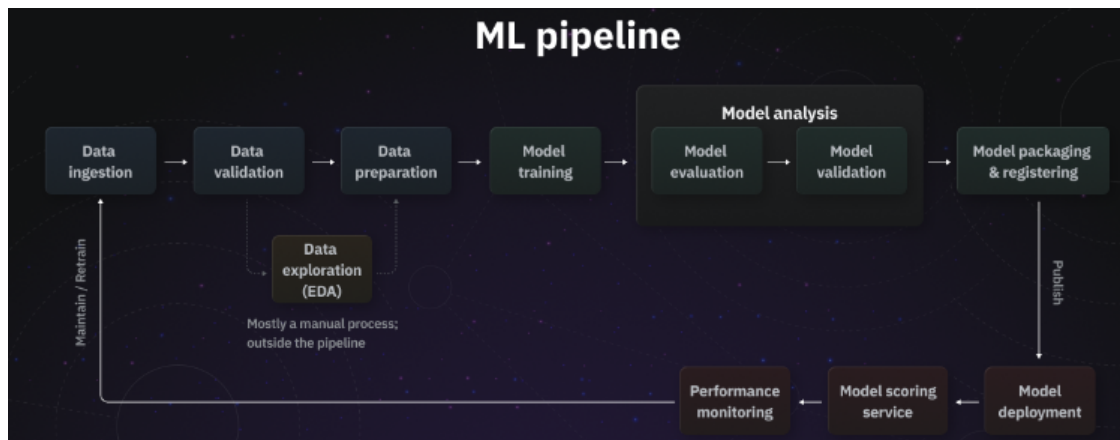 ML pipeline
Model analysis
Data
ingestion
Data
validation
Data
preparation
Model
training
Model
evaluation
Model
validation
Model packaging
& registering
Data
exploration
(EDA)
Mostly a manual process;
outside the pipeline
Maintain / Retrain
Publish
Performance
monitoring
Model scoring
service
Model
deployment